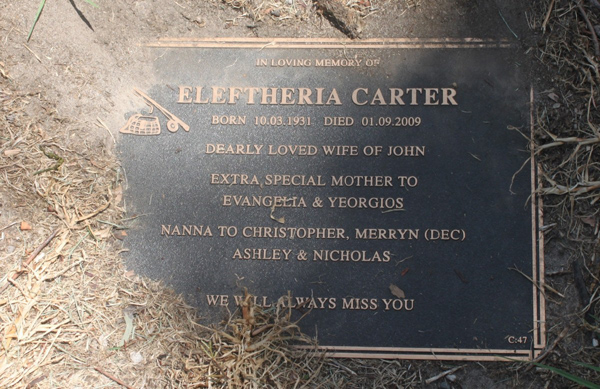 IN LOVING MEMORY OF
ELEFTHERIA CARTER
BORN 10.03.1931 DIED 01.09.2009
DEARLY LOVED WIFE OF JOHN
EXTRA SPECIAL MOTHER TO
EVANGELIA & YEORGIOS
NANNA TO CHRISTOPHER, MERRYN (DEC)
ASHLEY & NICHOLAS
WE WILL ALWAYS MISS YOU
C:47